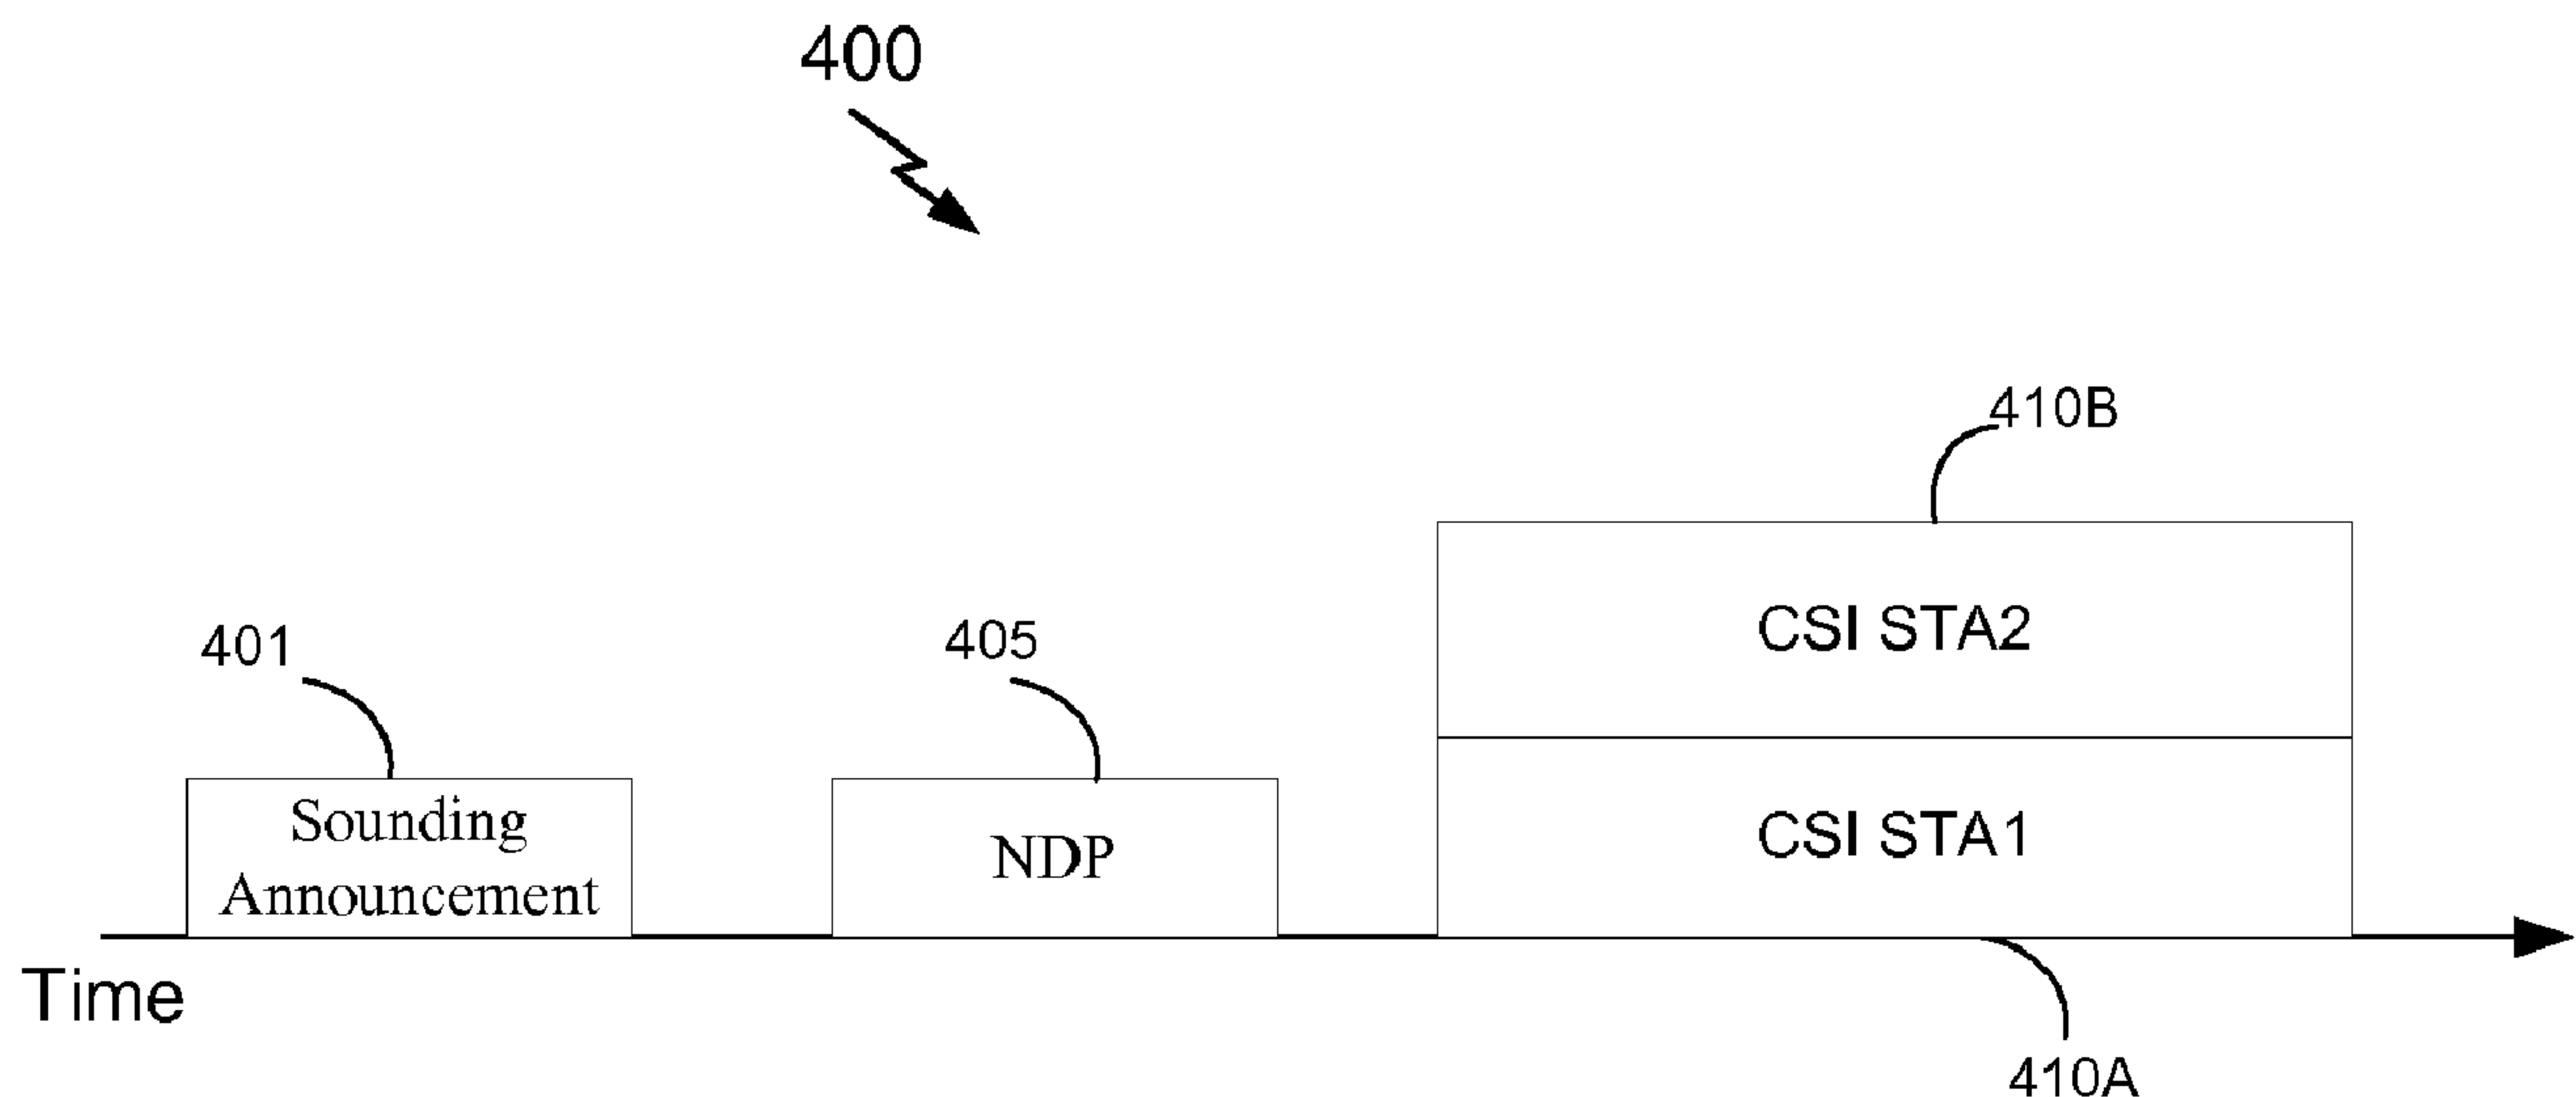 400
410B
401
405
CSI STA2
Sounding
Announcement
NDP
CSI STA1
Time
410A